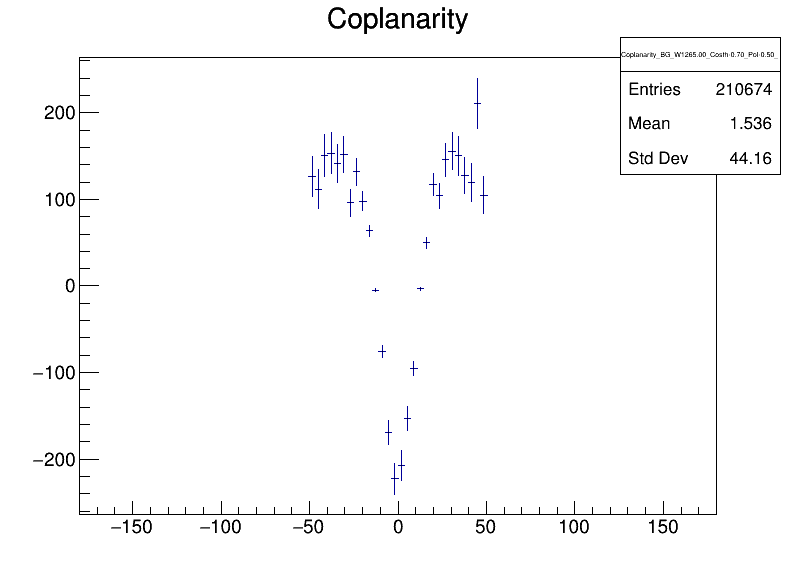 Coplanarity
Coplanarity_BG_W1265.00_Costh-0.70_Pol-0.50_
Entries 210674
Mean 1.536
Std Dev 44.16
200
100
0
−100
−200
−150 −100 −50 0 50 100 150